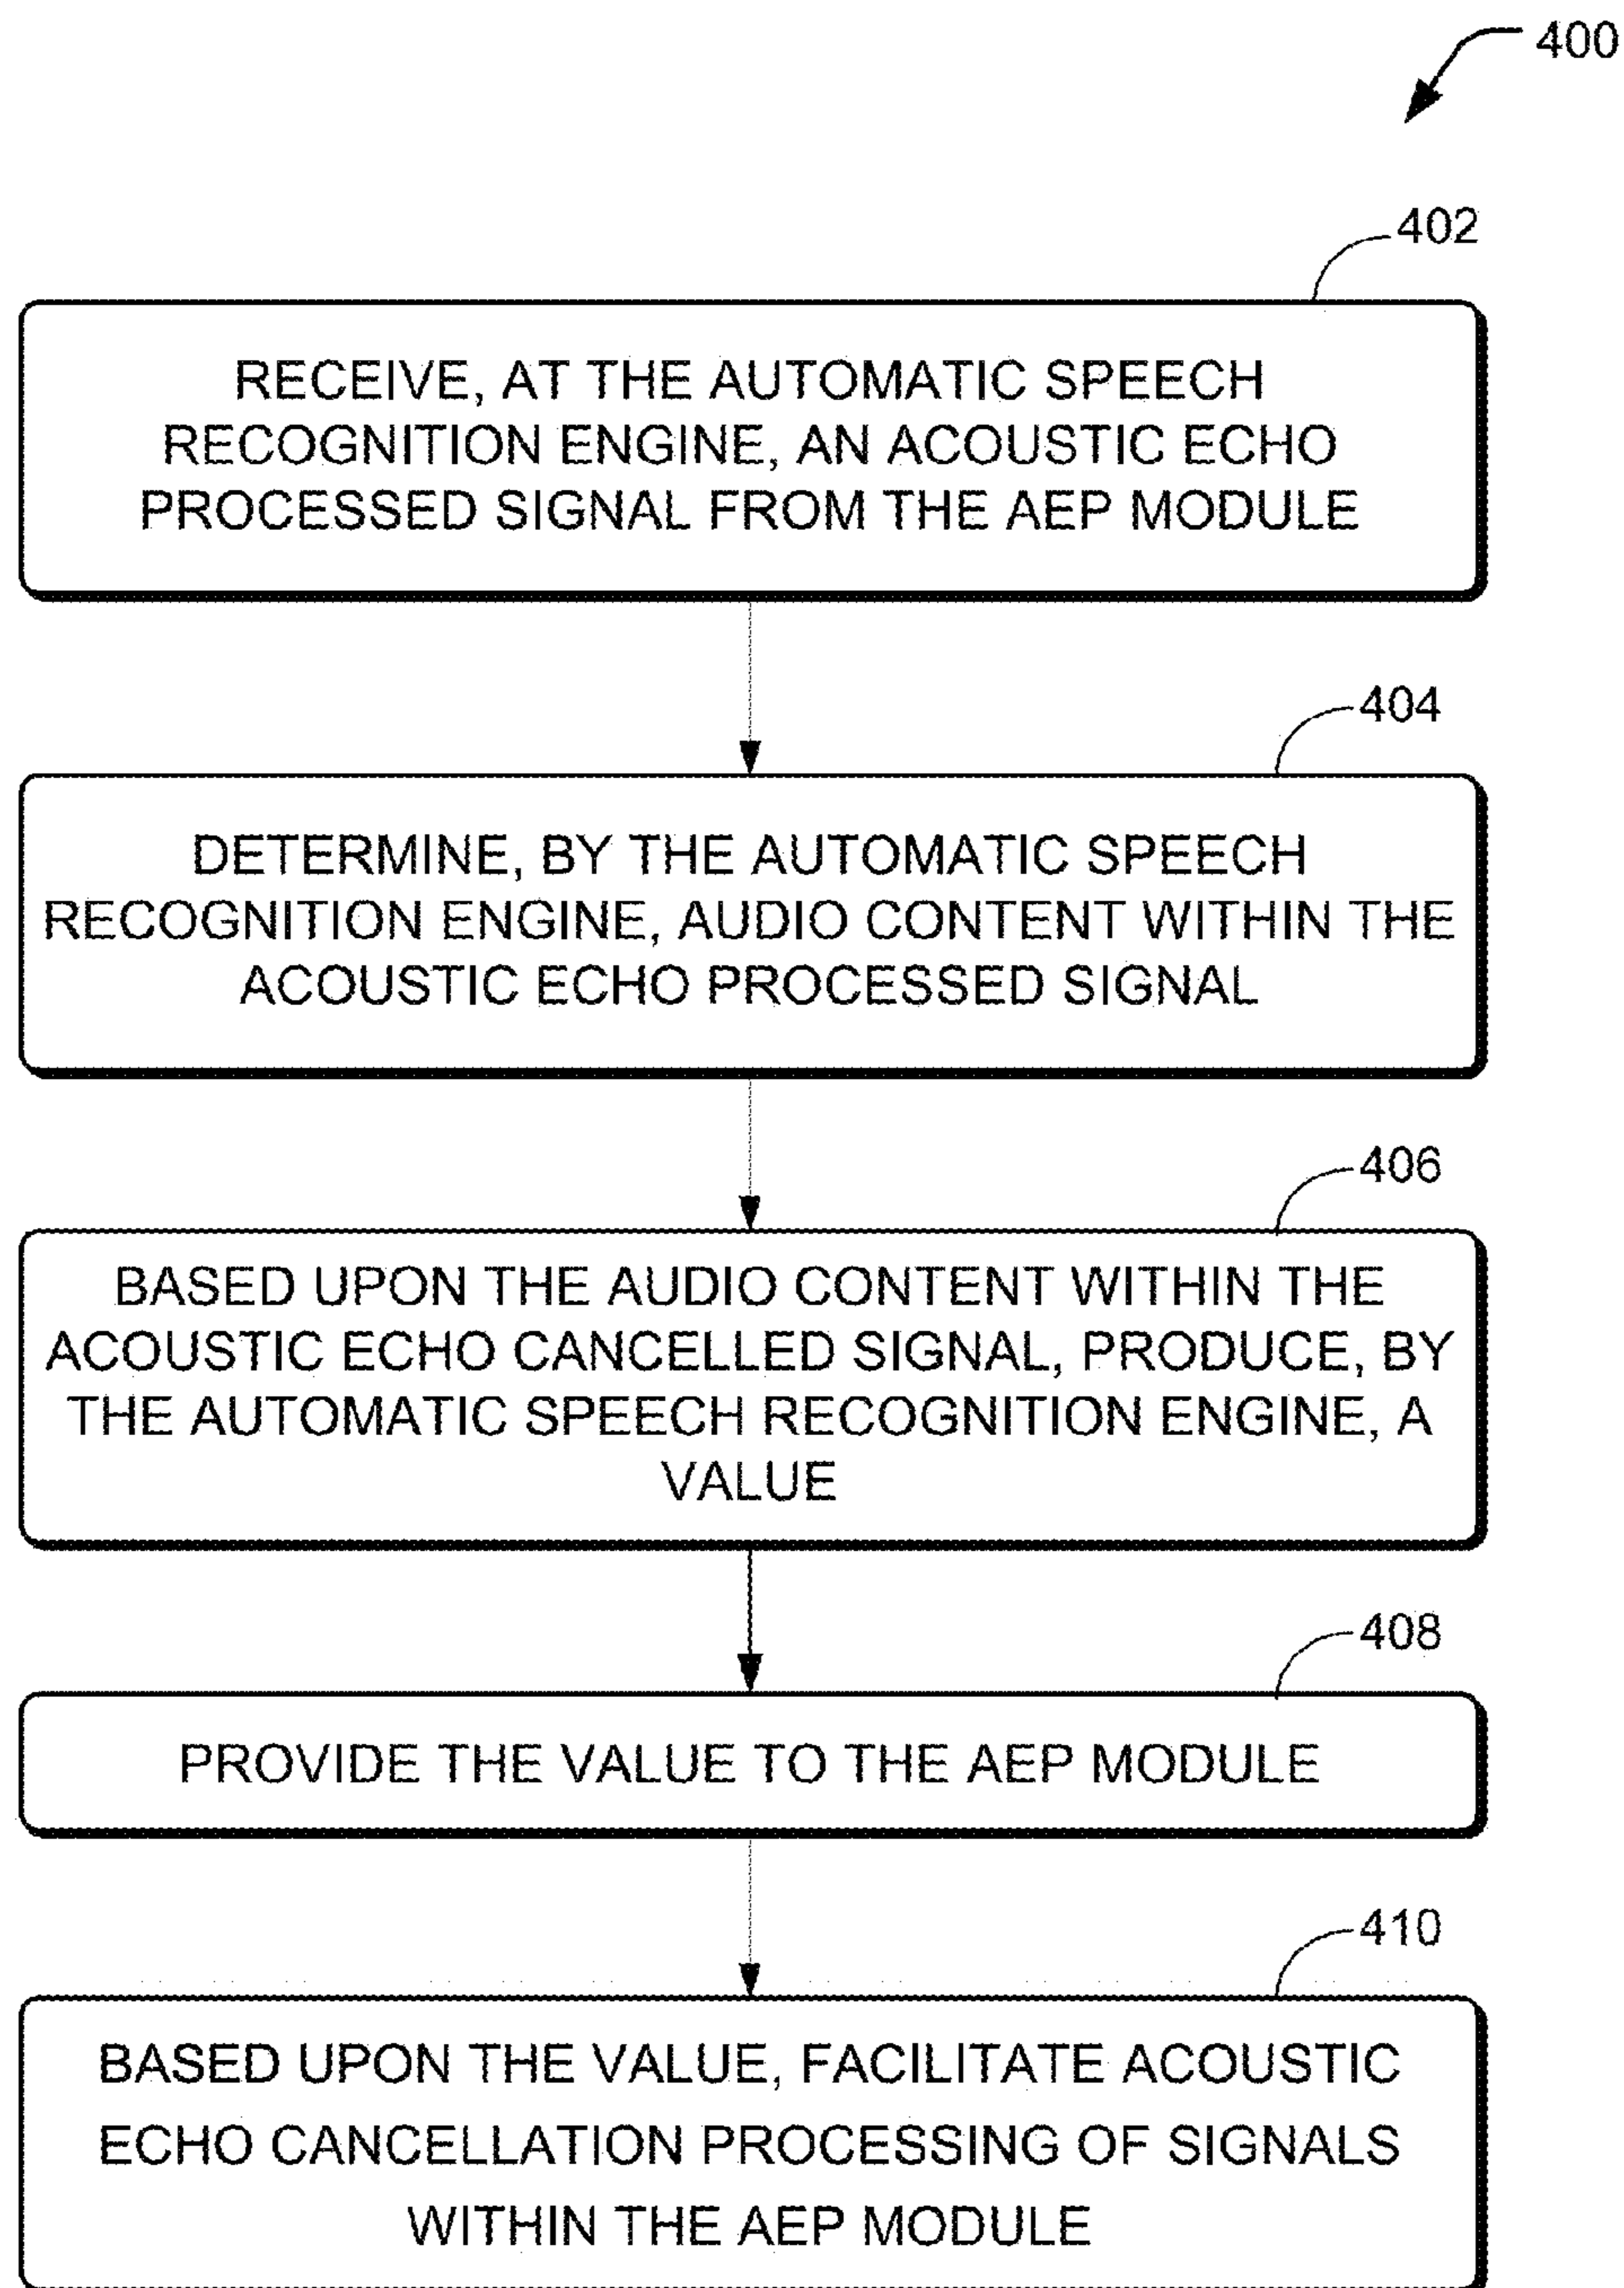 400
402
RECEIVE, AT THE AUTOMATIC SPEECH
RECOGNITION ENGINE, AN ACOUSTIC ECHO
PROCESSED SIGNAL FROM THE AEP MODULE
404
DETERMINE, BY THE AUTOMATIC SPEECH
RECOGNITION ENGINE, AUDIO CONTENT WITHIN THE
ACOUSTIC ECHO PROCESSED SIGNAL
406
BASED UPON THE AUDIO CONTENT WITHIN THE
ACOUSTIC ECHO CANCELLED SIGNAL, PRODUCE, BY
THE AUTOMATIC SPEECH RECOGNITION ENGINE, A
VALUE
408
PROVIDE THE VALUE TO THE AEP MODULE
410
BASED UPON THE VALUE, FACILITATE ACOUSTIC
ECHO CANCELLATION PROCESSING OF SIGNALS
WITHIN THE AEP MODULE